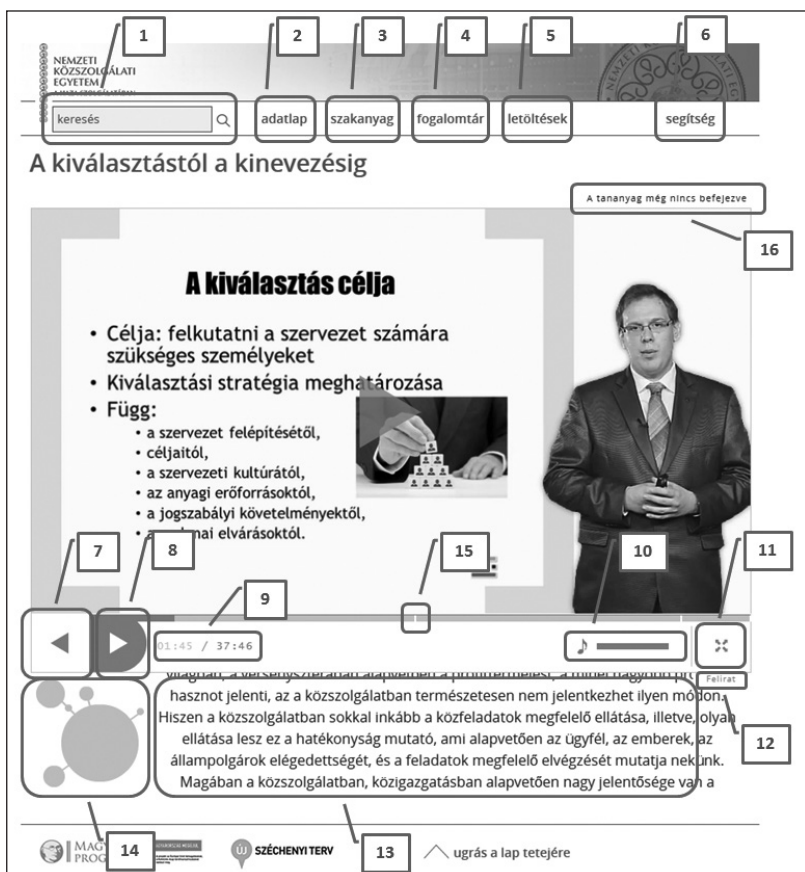 1
2
3
4
5
6
NEMZETI
KÖZSZOLGÁLATI
EGYETEM
keresés
adatlap
szakanyag
fogalomtár
letöltések
segítség
A kiválasztástól a kinevezésig
A tananyag még nincs befejezve
16
A kiválasztás célja
• Célja: felkutatni a szervezet számára
szükséges személyeket
• Kiválasztási stratégia meghatározása
• Függ:
• a szervezet felépítésétől,
• céljaitól,
• a szervezeti kultúrától,
• az anyagi erőforrásoktól,
• a jogszabályi követelményektől,
elvárásoktól.
7
8
9
15
10
11
01:45 / 37:46
Felirat
hasznot jelenti, az a közszolgálatban természetesen nem jelentkezhet ilyen módon.
Hiszen a közszolgálatban sokkal inkább a közfeladatok megfelelő ellátása, illetve, olyan
ellátása lesz ez a hatékonyság mutató, ami alapvetően az ügyfél, az emberek, az
állampolgárok elégedettségét, és a feladatok megfelelő elvégzését mutatja nekünk.
Magában a közszolgálatban, közigazgatásban alapvetően nagy jelentősége van a
12
14
13
ÚJ
SZÉCHENYI TERV
ugrás a lap tetejére